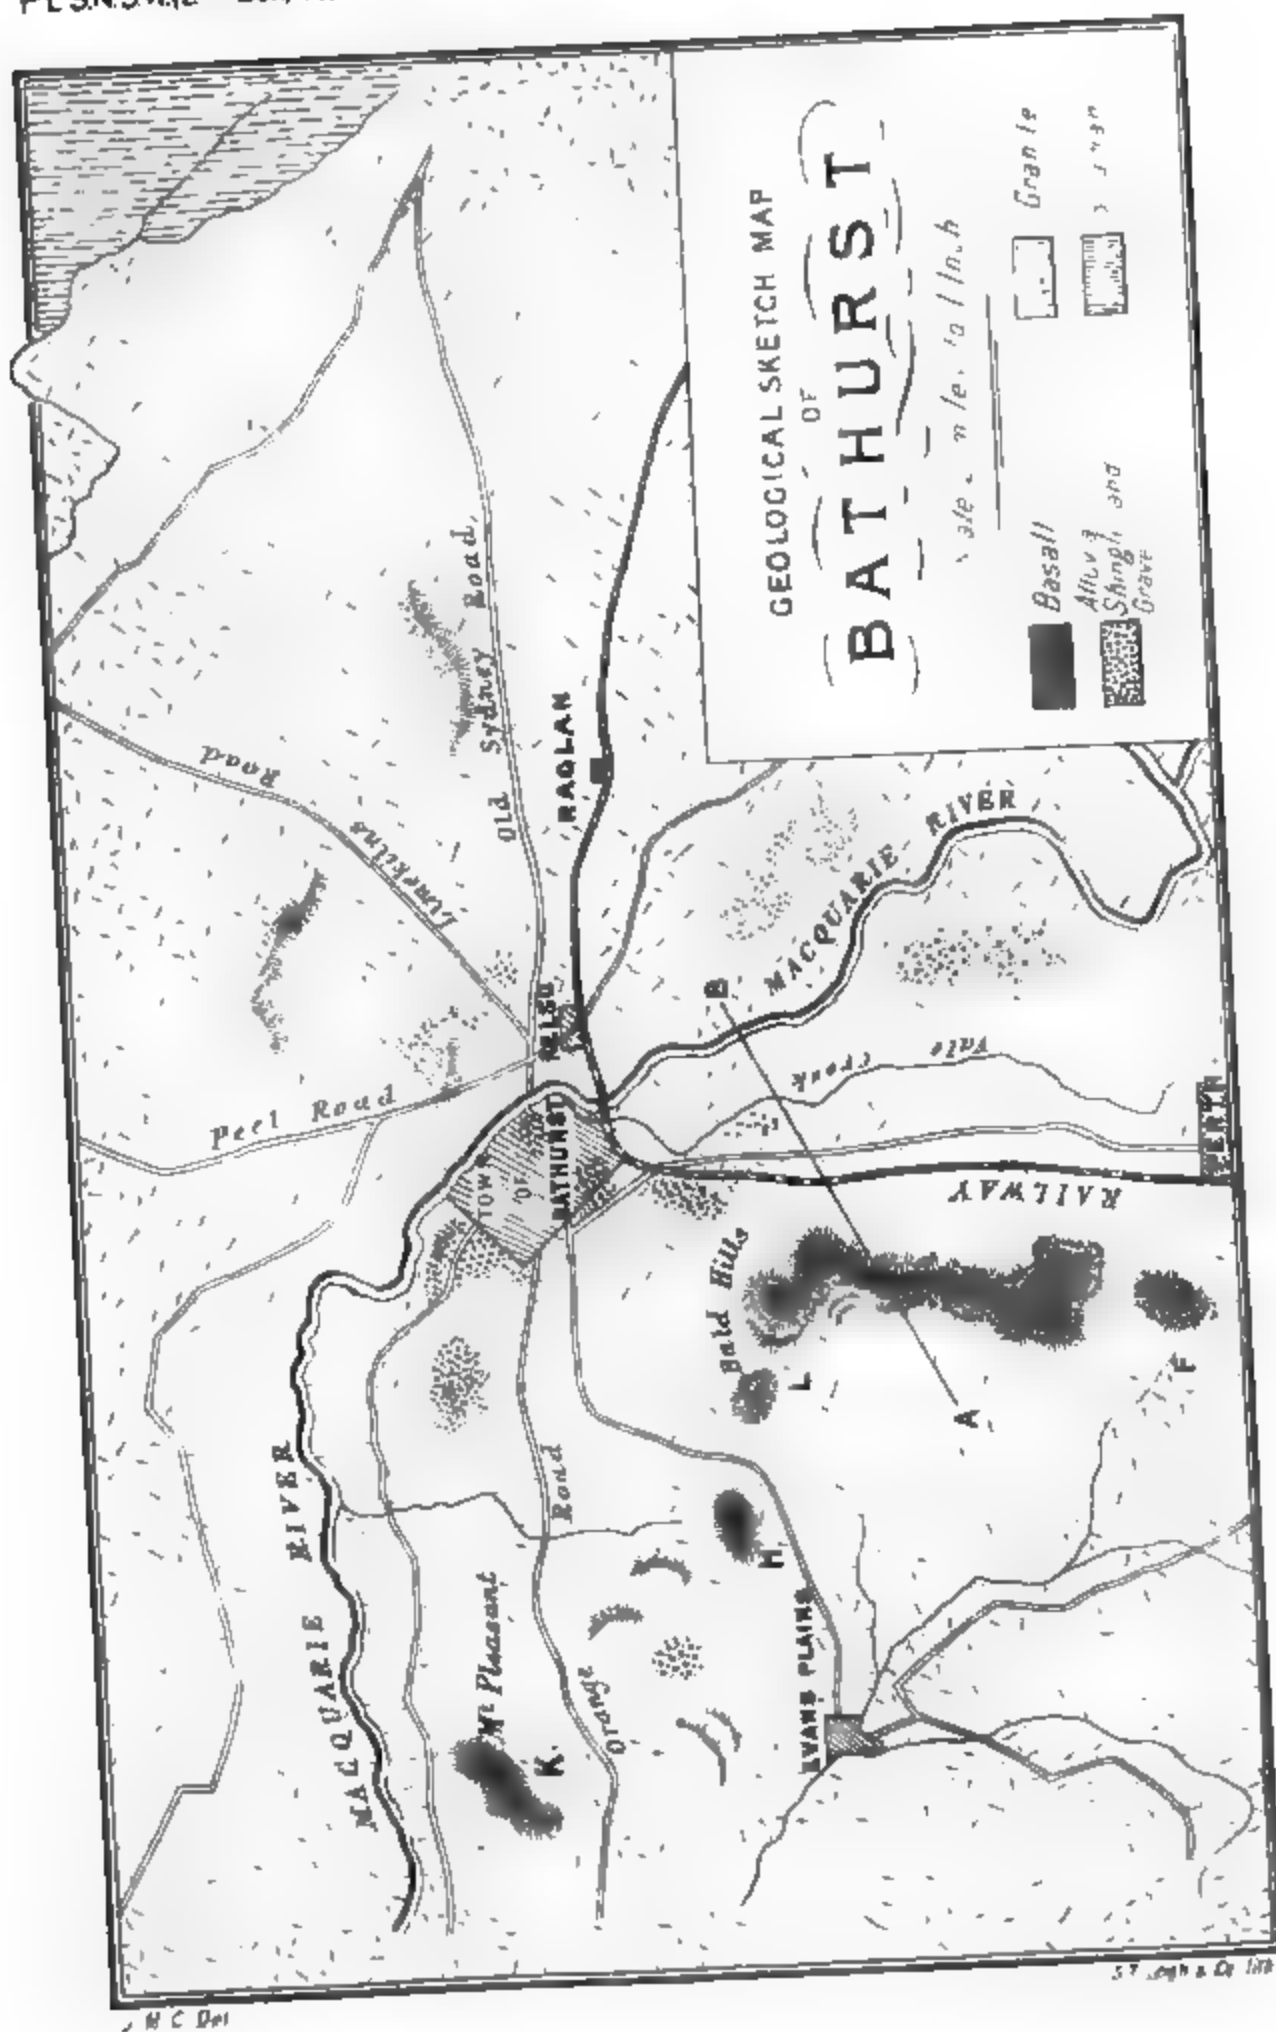 GEOLOGICAL SKETCH MAP
OF
BATHURST
Basalt
Granite
Shingle and
MACQUARIE RIVER
Peel Road
Limekilns Road
Old Sydney Road
RAGLAN
KELSO
TOWN
OF
BATHURST
MACQUARIE RIVER
Vale Creek
RAILWAY
PERTH
Bald Hills
A
B
L
F
H
K
Mt Pleasant
Orange Road
EVANS PLAINS